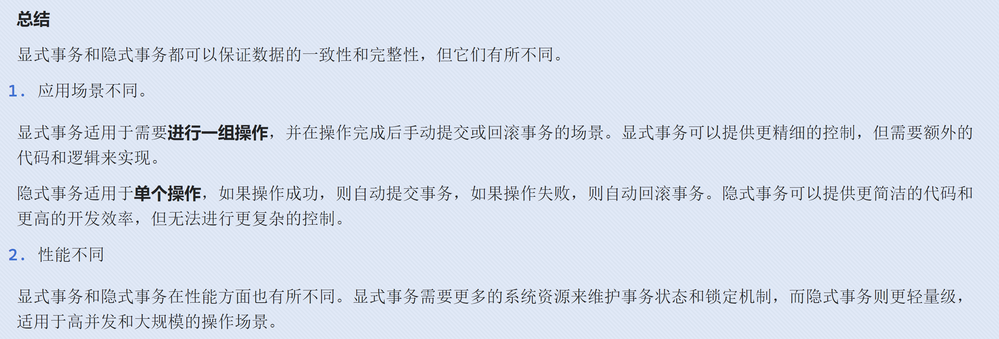 总结
显式事务和隐式事务都可以保证数据的一致性和完整性，但它们有所不同。
1. 应用场景不同。
显式事务适用于需要进行一组操作，并在操作完成后手动提交或回滚事务的场景。显式事务可以提供更精细的控制，但需要额外的
代码和逻辑来实现。
隐式事务适用于单个操作，如果操作成功，则自动提交事务，如果操作失败，则自动回滚事务。隐式事务可以提供更简洁的代码和
更高的开发效率，但无法进行更复杂的控制。
2. 性能不同
显式事务和隐式事务在性能方面也有所不同。显式事务需要更多的系统资源来维护事务状态和锁定机制，而隐式事务则更轻量级，
适用于高并发和大规模的操作场景。